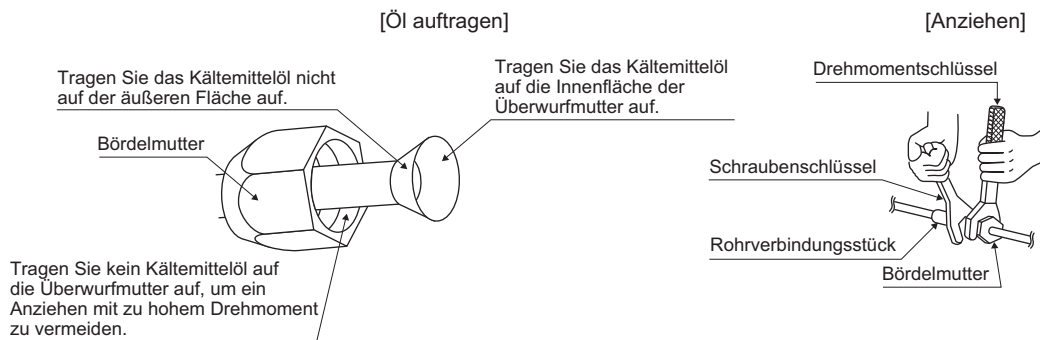 [Öl auftragen]
Tragen Sie das Kältemittelöl nicht
auf der äußeren Fläche auf.
Tragen Sie das Kältemittelöl
auf die Innenfläche der
Überwurfmutter auf.
Bördelmutter
Tragen Sie kein Kältemittelöl auf
die Überwurfmutter auf, um ein
Anziehen mit zu hohem Drehmoment
zu vermeiden.
[Anziehen]
Drehmomentschlüssel
Schraubenschlüssel
Rohrverbindungsstück
Bördelmutter